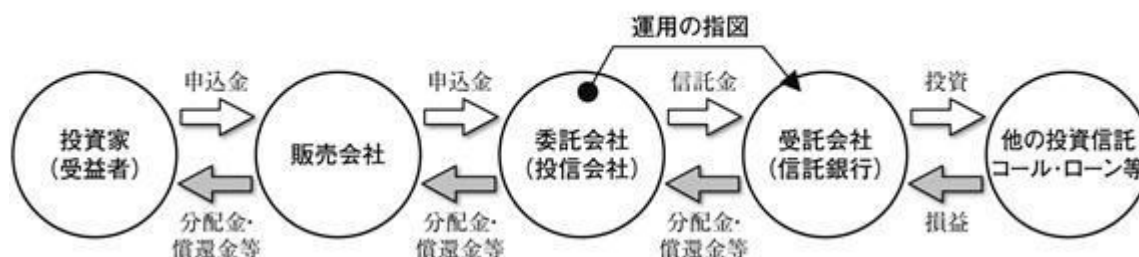 運用の指図
申込金
申込金
信託金
投資
投資家
(受益者)
販売会社
委託会社
(投信会社)
受託会社
(信託銀行)
他の投資信託
コール・ローン等
分配金・
償還金等
分配金・
償還金等
分配金・
償還金等
損益